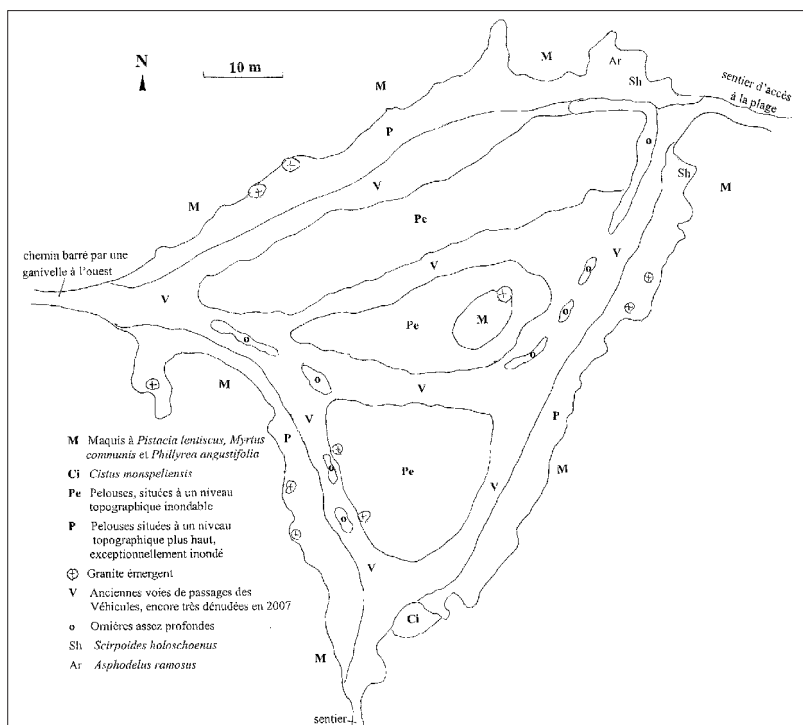 N
10 m
M
Ar
Sh
sentier d'accès
à la plage
M
P
o
V
Sh
M
M
Pe
chemin barré par une
ganivelle à l'ouest
V
V
o
V
Pe
M
o
o
o
M
o
V
V
P
P
M
Pe
o
V
o
V
Ci
M
sentier
M Maquis à Pistacia lentiscus, Myrtus
communis et Phillyrea angustifolia
Ci Cistus monspeliensis
Pe Pelouses, situées à un niveau
topographique inondable
P Pelouses situées à un niveau
topographique plus haut,
exceptionnellement inondé
Granite émergent
V Anciennes voies de passages des
Véhicules, encore très dénudées en 2007
o Ornières assez profondes
Sh Scirpoides holoschoenus
Ar Asphodelus ramosus